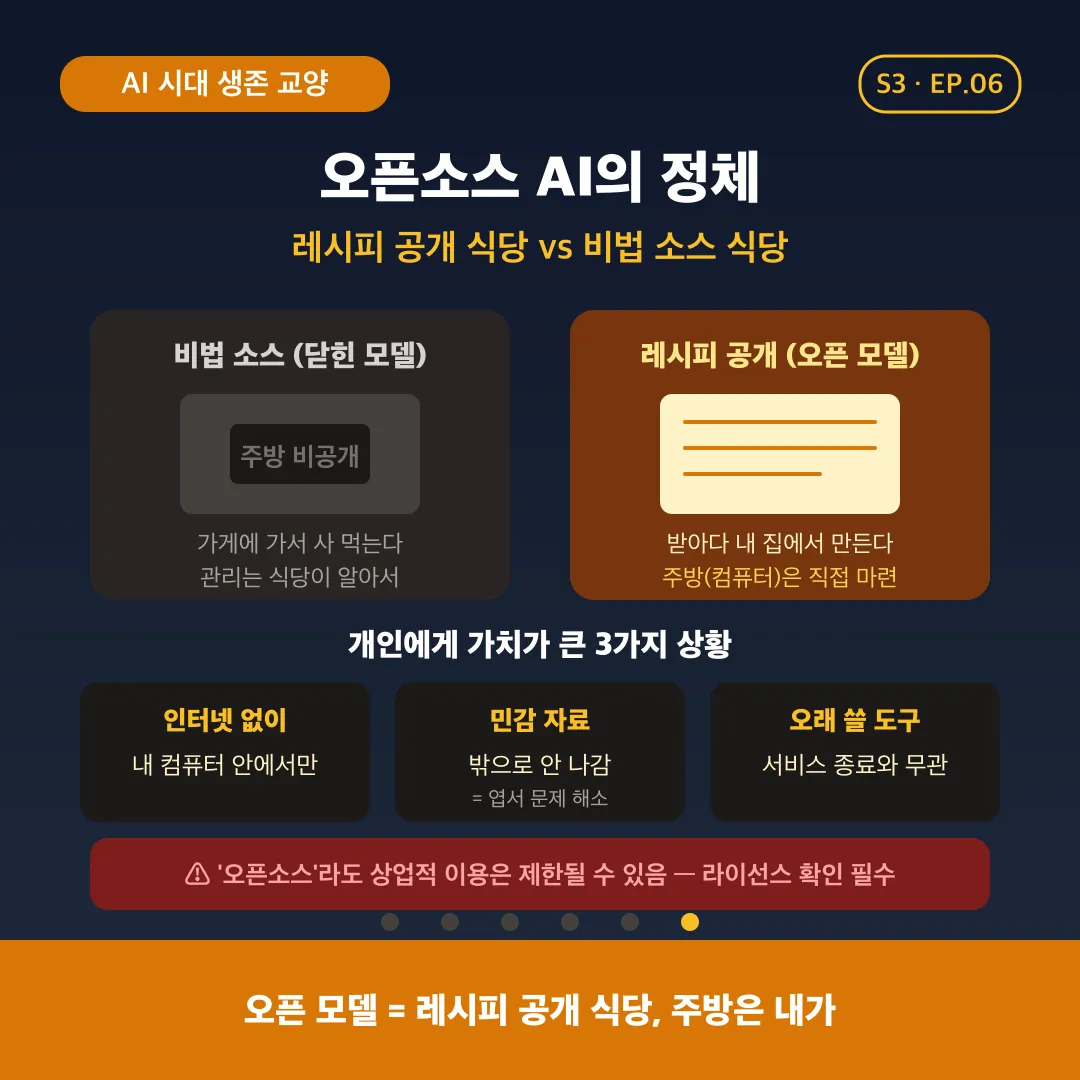 AI 시대 생존 교양
S3 · EP.06
오픈소스 AI의 정체
레시피 공개 식당 vs 비법 소스 식당
비법 소스 (닫힌 모델)
주방 비공개
가게에 가서 사 먹는다
관리는 식당이 알아서
레시피 공개 (오픈 모델)
받아다 내 집에서 만든다
주방(컴퓨터)은 직접 마련
개인에게 가치가 큰 3가지 상황
인터넷 없이
내 컴퓨터 안에서만
민감 자료
밖으로 안 나감
= 엽서 문제 해소
오래 쓸 도구
서비스 종료와 무관
⚠ '오픈소스'라도 상업적 이용은 제한될 수 있음 — 라이선스 확인 필수
오픈 모델 = 레시피 공개 식당, 주방은 내가